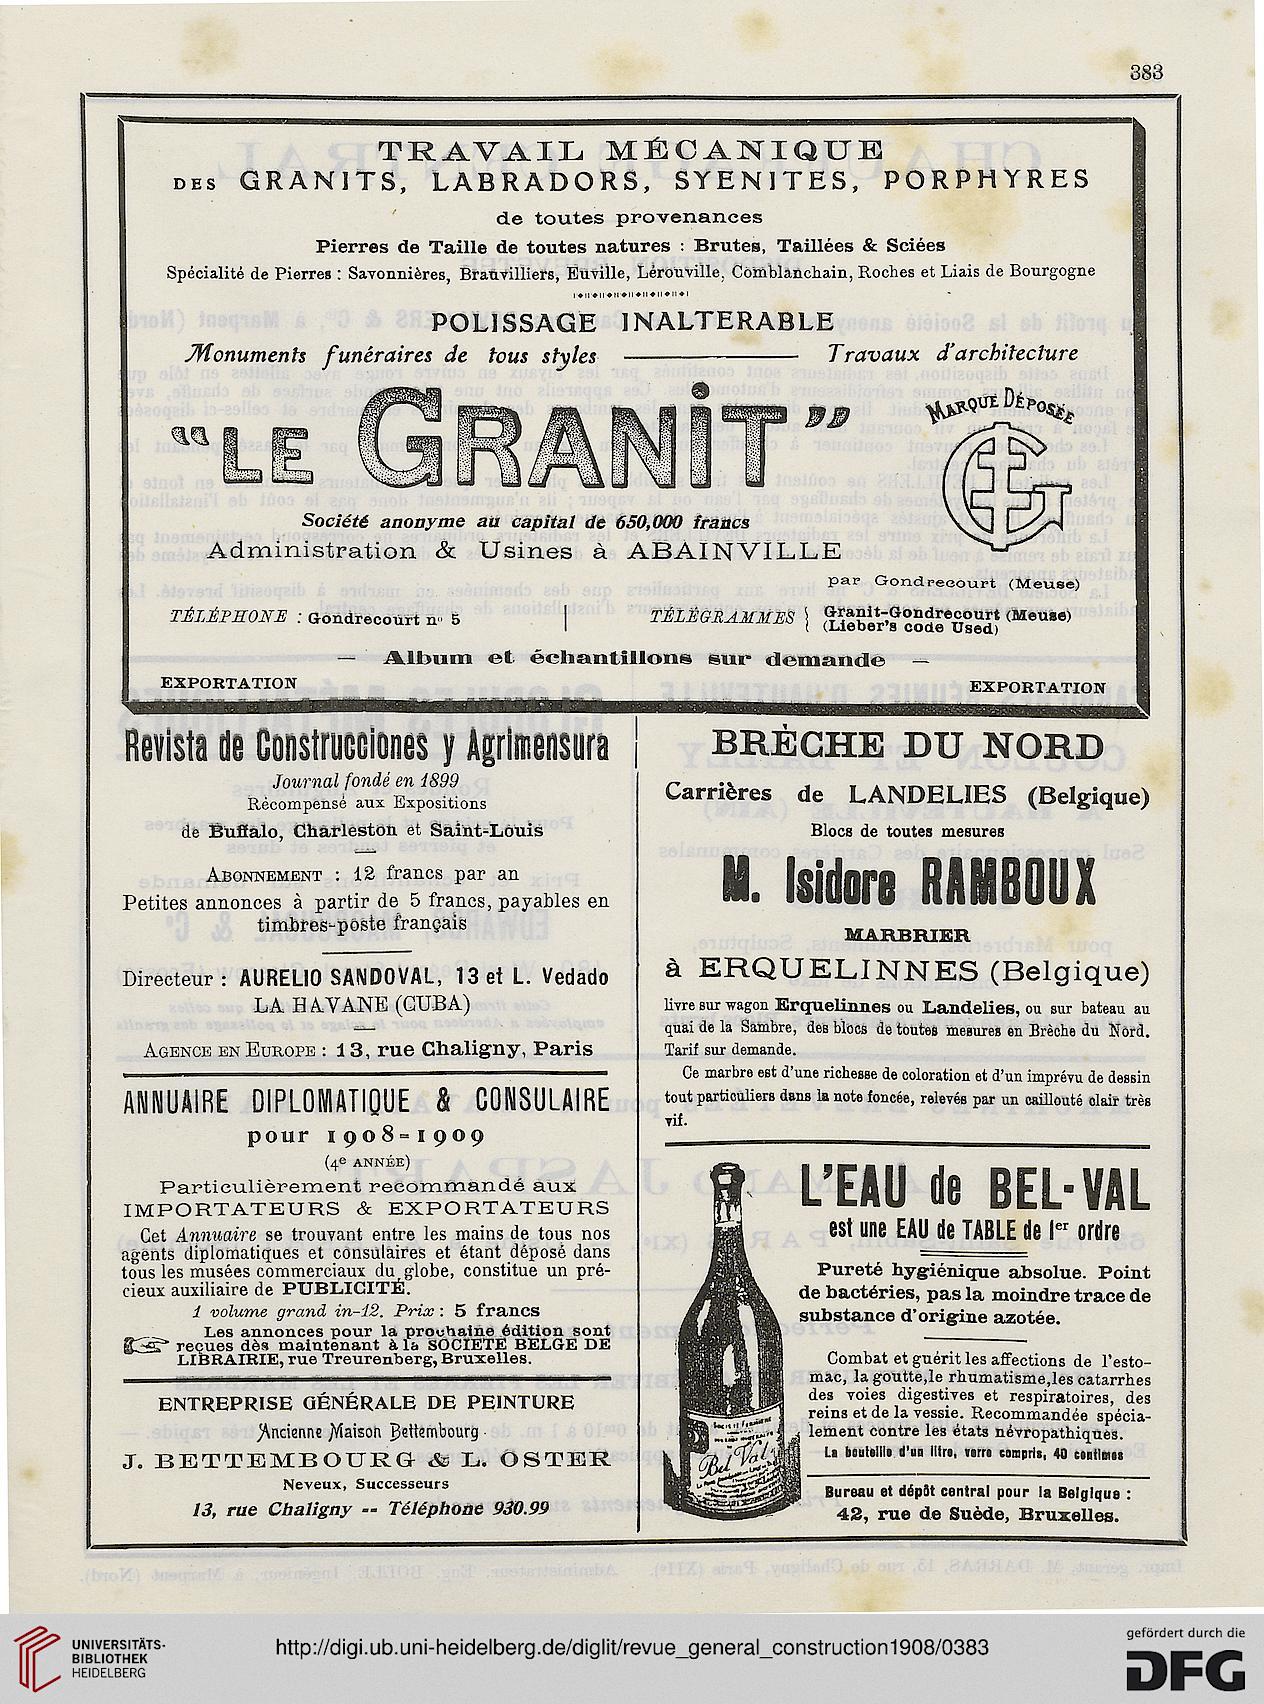 383
TRAVAIL MÉCANIQUE
DES GRANITS, LABRADORS, SYENITES, PORPHYRES
de toutes provenances
Pierres de Taille de toutes natures : Brutes, Taillées & Sciées
Spécialité de Pierres : Savonnières, Brauvilliers, Euville, Lérouville, Comblanchain, Roches et Liais de Bourgogne
POLISSAGE INALTERABLE
Monuments funéraires de tous styles — Travaux d'architecture
"LE GRANIT"
MARQUE DÉPOSÉE
G
Société anonyme au capital de 650,000 francs
Administration & Usines à ABAINVILLE
par Gondrecourt (Meuse)
TÉLÉPHONE : Gondrecourt nº 5 | TÉLÉGRAMMES { Granit-Gondrecourt (Meuse)
(Lieber's code Used)
— Album et échantillons sur demande —
EXPORTATION EXPORTATION
Revista de Construcciones y Agrimensura
Journal fondé en 1899
Récompensé aux Expositions
de Buffalo, Charleston et Saint-Louis
ABONNEMENT : 12 francs par an
Petites annonces à partir de 5 francs, payables en
timbres-poste français
Directeur : AURELIO SANDOVAL, 13 et L. Vedado
LA HAVANE (CUBA)
AGENCE EN EUROPE : 13, rue Chaligny, Paris
ANNUAIRE DIPLOMATIQUE & CONSULAIRE
pour 1908-1909
(4e ANNÉE)
Particulièrement recommandé aux
IMPORTATEURS & EXPORTATEURS
Cet Annuaire se trouvant entre les mains de tous nos
agents diplomatiques et consulaires et étant déposé dans
tous les musées commerciaux du globe, constitue un pré-
cieux auxiliaire de PUBLICITÉ.
1 volume grand in-12. Prix : 5 francs
Les annonces pour la prochaine édition sont
reçues dès maintenant à la SOCIÉTÉ BELGE DE
LIBRAIRIE, rue Treurenberg, Bruxelles.
ENTREPRISE GÉNÉRALE DE PEINTURE
Ancienne Maison Bettembourg
J. BETTEMBOURG & L. OSTER
Neveux, Successeurs
13, rue Chaligny -- Téléphone 930.99
BRÈCHE DU NORD
Carrières de LANDELIES (Belgique)
Blocs de toutes mesures
M. Isidore RAMBOUX
MARBRIER
à ERQUELINNES (Belgique)
livre sur wagon Erquelinnes ou Landelies, ou sur bateau au
quai de la Sambre, des blocs de toutes mesures en Brèche du Nord.
Tarif sur demande.
Ce marbre est d'une richesse de coloration et d'un imprévu de dessin
tout particuliers dans la note foncée, relevés par un caillouté clair très
vif.
L'EAU de BEL-VAL
est une EAU de TABLE de 1er ordre
Pureté hygiénique absolue. Point
de bactéries, pas la moindre trace de
substance d'origine azotée.
Combat et guérit les affections de l'esto-
mac, la goutte, le rhumatisme, les catarrhes
des voies digestives et respiratoires, des
reins et de la vessie. Recommandée spécia-
lement contre les états névropathiques.
La bouteille d'un litre, verre compris, 40 centimes
Bureau et dépôt central pour la Belgique :
42, rue de Suède, Bruxelles.
Bel Val
UNIVERSITÄTS-
BIBLIOTHEK
HEIDELBERG
http://digi.ub.uni-heidelberg.de/diglit/revue_general_construction1908/0383
gefördert durch die
DFG